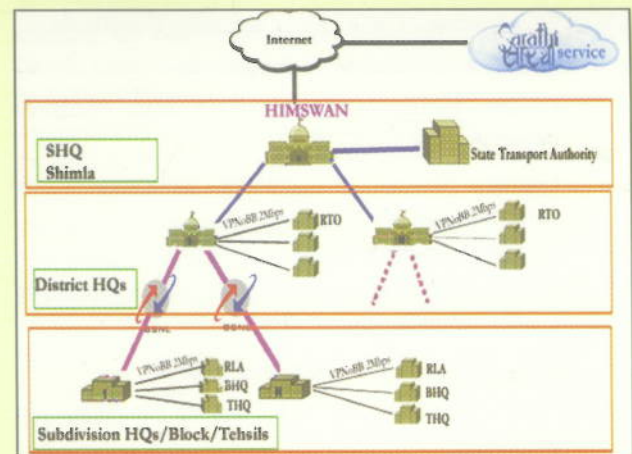 Internet
Sarathi
सारथी
service
HIMSWAN
SHQ
Shimla
State Transport Authority
VPNoBB 2Mbps
RTO
VPNoBB 2Mbps
RTO
District HQs
BSNL
BSNL
VPNoBB 2Mbps
RLA
BHQ
THQ
VPNoBB 2Mbps
RLA
BHQ
THQ
Subdivision HQs/Block/Tehsils